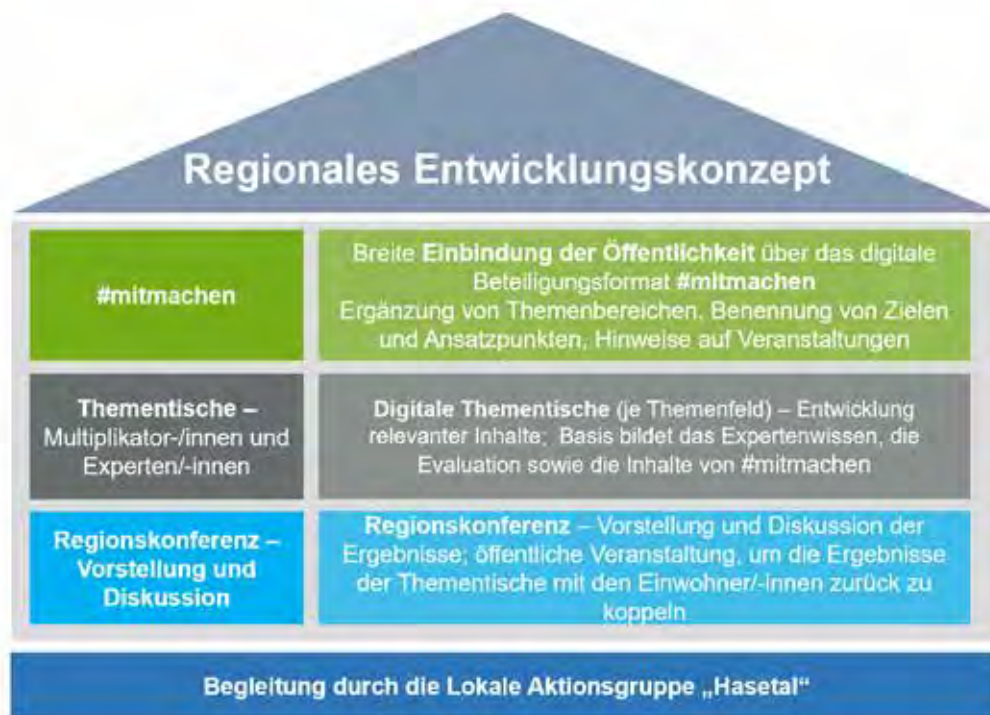 Regionales Entwicklungskonzept
#mitmachen
Breite Einbindung der Öffentlichkeit über das digitale
Beteiligungsformat #mitmachen
Ergänzung von Themenbereichen, Benennung von Zielen
und Ansatzpunkten, Hinweise auf Veranstaltungen
Thementische –
Multiplikator-/innen und
Experten/-innen
Digitale Thementische (je Themenfeld) – Entwicklung
relevanter Inhalte; Basis bildet das Expertenwissen, die
Evaluation sowie die Inhalte von #mitmachen
Regionskonferenz –
Vorstellung und
Diskussion
Regionskonferenz – Vorstellung und Diskussion der
Ergebnisse; öffentliche Veranstaltung, um die Ergebnisse
der Thementische mit den Einwohner/-innen zurück zu
koppeln
Begleitung durch die Lokale Aktionsgruppe „Hasetal“